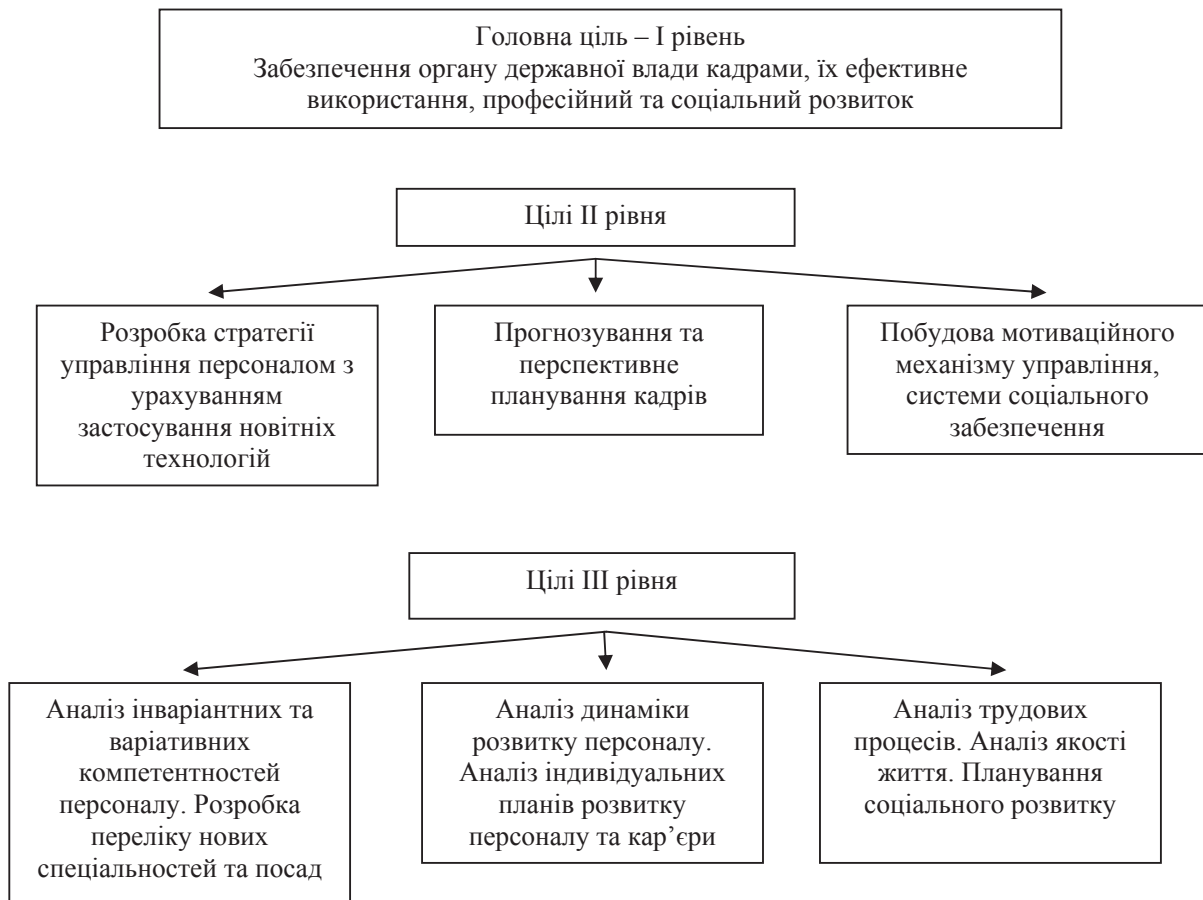 Головна ціль – І рівень
Забезпечення органу державної влади кадрами, їх ефективне
використання, професійний та соціальний розвиток
Цілі ІІ рівня
Розробка стратегії
управління персоналом з
урахуванням
застосування новітніх
технологій
Прогнозування та
перспективне
планування кадрів
Побудова мотиваційного
механізму управління,
системи соціального
забезпечення
Цілі ІІІ рівня
Аналіз інваріантних та
варіативних
компетентностей
персоналу. Розробка
переліку нових
спеціальностей та посад
Аналіз динаміки
розвитку персоналу.
Аналіз індивідуальних
планів розвитку
персоналу та кар’єри
Аналіз трудових
процесів. Аналіз якості
життя. Планування
соціального розвитку